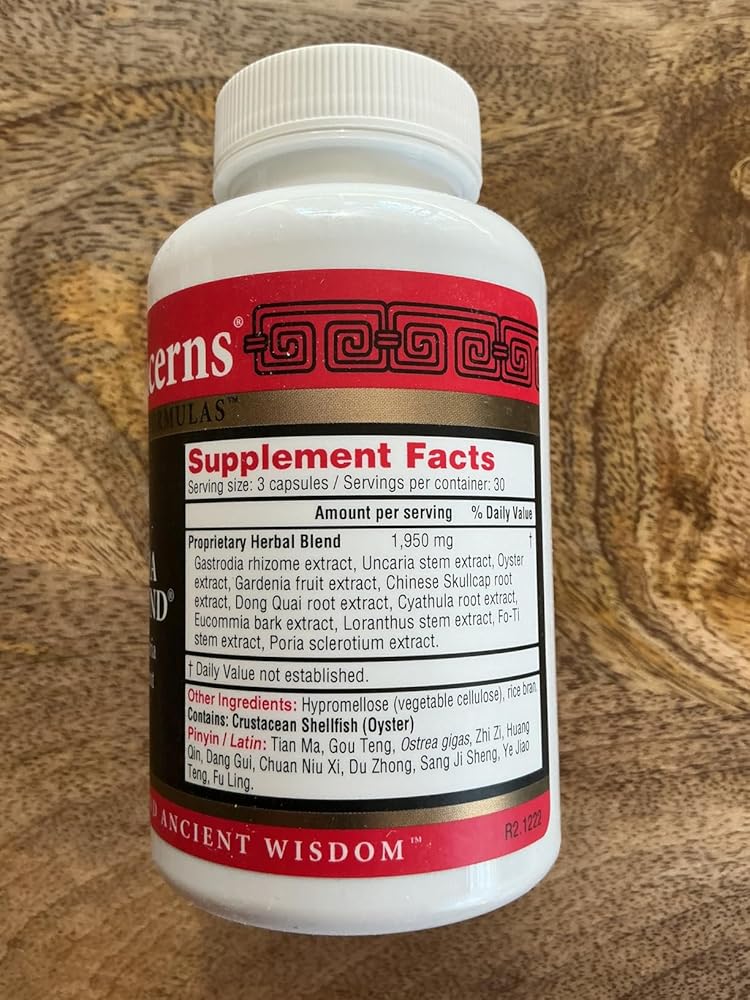 cerns®
RMULAS™
Supplement Facts
Serving size: 3 capsules / Servings per container: 30
Amount per serving % Daily Value
Proprietary Herbal Blend 1,950 mg †
Gastrodia rhizome extract, Uncaria stem extract, Oyster
extract, Gardenia fruit extract, Chinese Skullcap root
extract, Dong Quai root extract, Cyathula root extract,
Eucommia bark extract, Loranthus stem extract, Fo-Ti
stem extract, Poria sclerotium extract.
† Daily Value not established.
Other Ingredients: Hypromellose (vegetable cellulose), rice bran.
Contains: Crustacean Shellfish (Oyster)
Pinyin / Latin: Tian Ma, Gou Teng, Ostrea gigas, Zhi Zi, Huang
Qin, Dang Gui, Chuan Niu Xi, Du Zhong, Sang Ji Sheng, Ye Jiao
Teng, Fu Ling.
A
ND®
ANCIENT WISDOM™
R2.1222